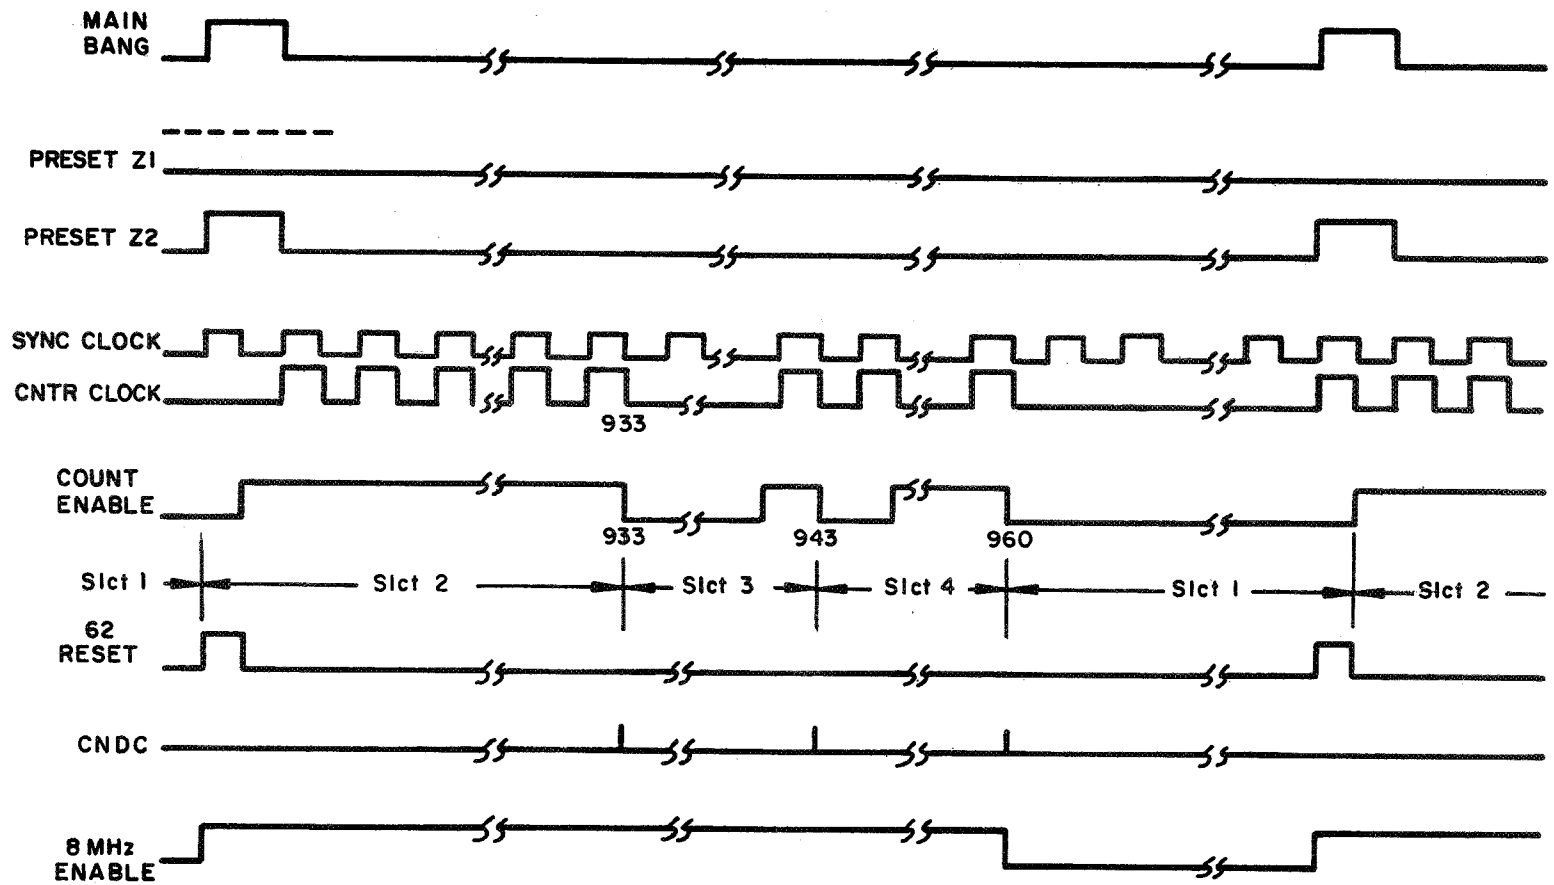 MAIN
BANG
PRESET Z1
PRESET Z2
SYNC CLOCK
CNTR CLOCK
933
COUNT
ENABLE
933 943 960
Slct 1 Slct 2 Slct 3 Slct 4 Slct 1 Slct 2
62
RESET
CNDC
8 MHz
ENABLE